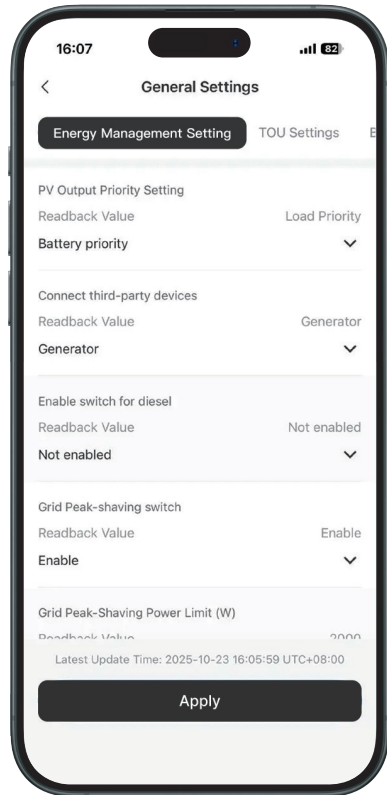 16:07
82
General Settings
Energy Management Setting TOU Settings
PV Output Priority Setting
Readback Value Load Priority
Battery priority
Connect third-party devices
Readback Value Generator
Generator
Enable switch for diesel
Readback Value Not enabled
Not enabled
Grid Peak-shaving switch
Readback Value Enable
Enable
Grid Peak-Shaving Power Limit (W)
Readback Value 2000
Latest Update Time: 2025-10-23 16:05:59 UTC+08:00
Apply